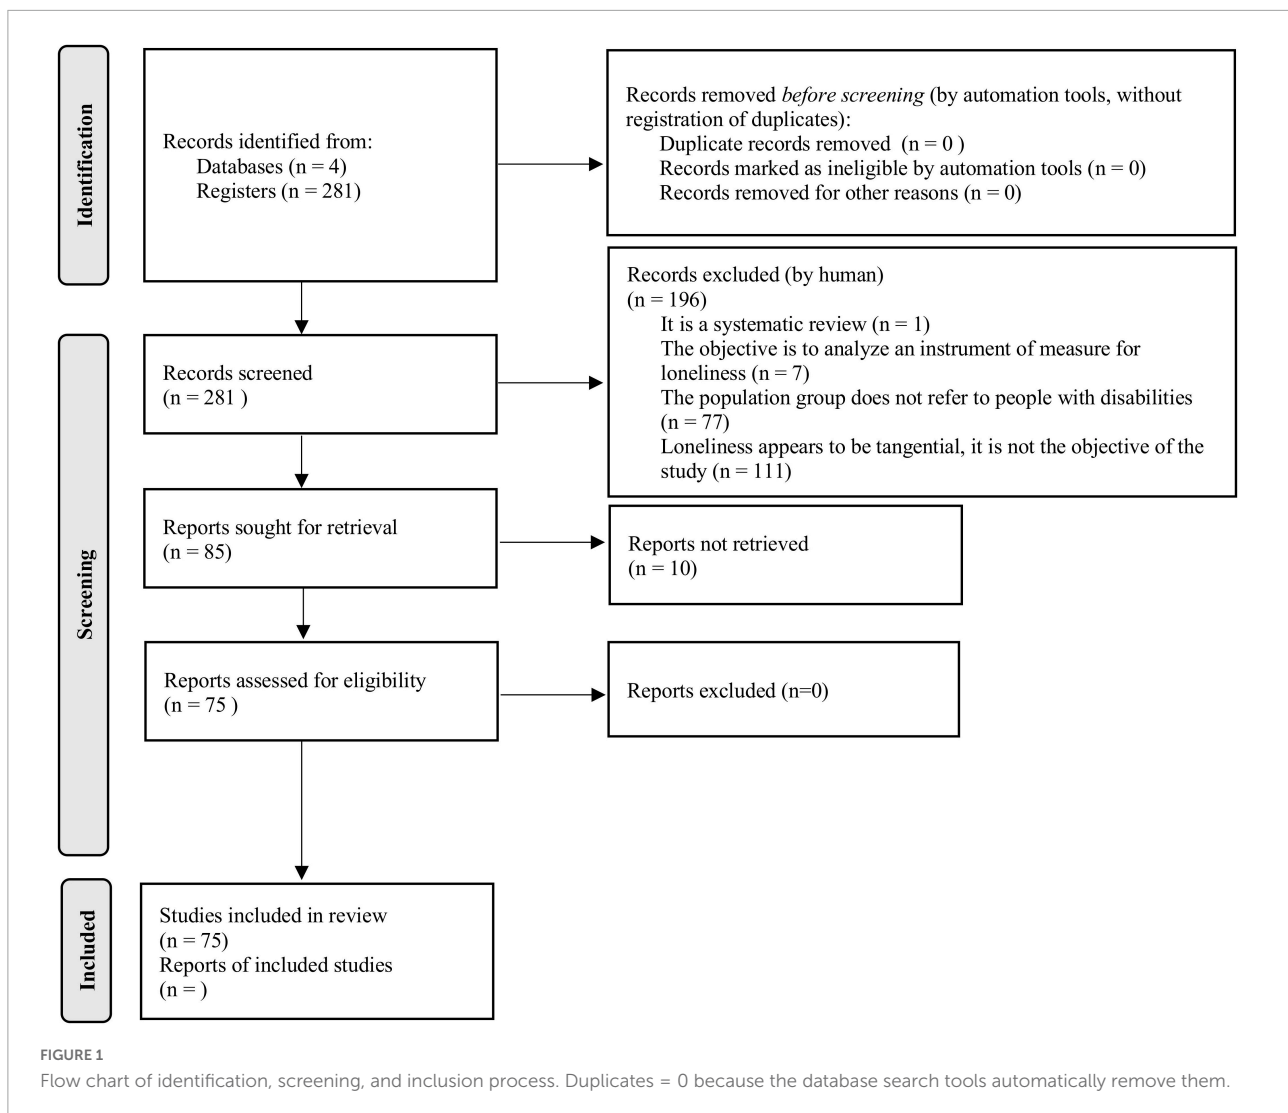 Identification
Records identified from:
Databases (n = 4)
Registers (n = 281)
Records removed before screening (by automation tools, without
registration of duplicates):
Duplicate records removed  (n = 0 )
Records marked as ineligible by automation tools (n = 0)
Records removed for other reasons (n = 0)
Screening
Records screened
(n = 281 )
Records excluded (by human)
(n = 196)
It is a systematic review (n = 1)
The objective is to analyze an instrument of measure for
loneliness (n = 7)
The population group does not refer to people with disabilities
(n = 77)
Loneliness appears to be tangential, it is not the objective of the
study (n = 111)
Reports sought for retrieval
(n = 85)
Reports not retrieved
(n = 10)
Reports assessed for eligibility
(n = 75 )
Reports excluded (n=0)
Included
Studies included in review
(n = 75)
Reports of included studies
(n = )
FIGURE 1
Flow chart of identification, screening, and inclusion process. Duplicates = 0 because the database search tools automatically remove them.